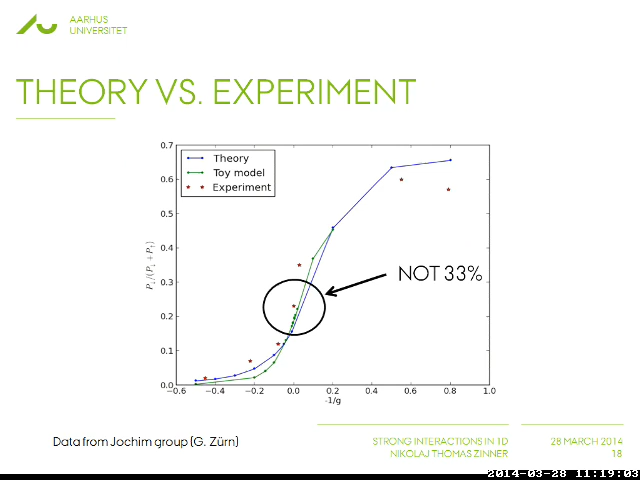 AARHUS
UNIVERSITET
THEORY VS. EXPERIMENT
0.7
0.6
0.5
0.4
0.3
0.2
0.1
0.0
P↓/(P↓ + P↑)
Theory
Toy model
Experiment
NOT 33%
−0.6 −0.4 −0.2 0.0 0.2 0.4 0.6 0.8 1.0
-1/g
Data from Jochim group (G. Zürn)
STRONG INTERACTIONS IN 1D
NIKOLAJ THOMAS ZINNER
28 MARCH 2014
18
2014-03-28 11:19:03